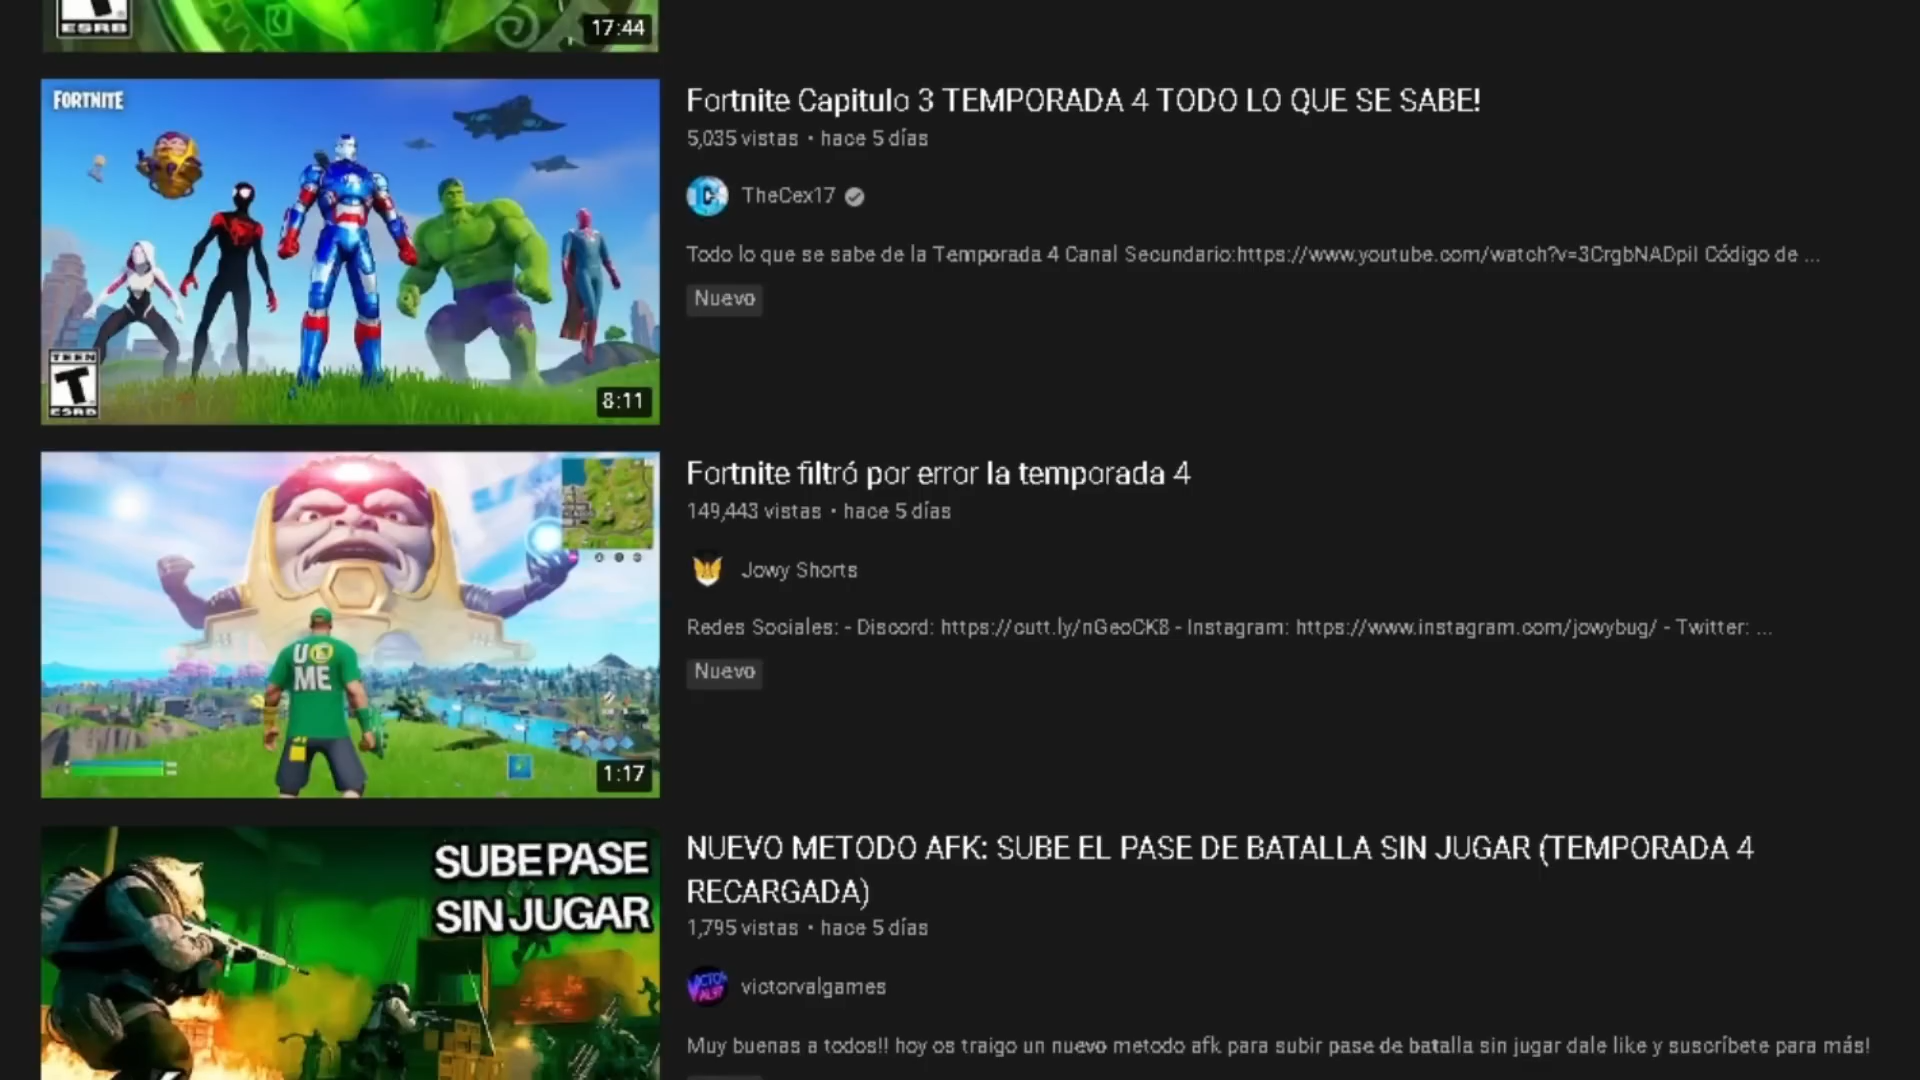 ESRB
17:44
FORTNITE
Fortnite Capitulo 3 TEMPORADA 4 TODO LO QUE SE SABE!
5,035 vistas • hace 5 días
TheCex17
Todo lo que se sabe de la Temporada 4 Canal Secundario:https://www.youtube.com/watch?v=3CrgbNADpiI Código de ...
Nuevo
TEEN
T
ESRB
8:11
Fortnite filtró por error la temporada 4
149,443 vistas • hace 5 días
Jowy Shorts
Redes Sociales: - Discord: https://cutt.ly/nGeoCK8 - Instagram: https://www.instagram.com/jowybug/ - Twitter: ...
Nuevo
U
ME
1:17
SUBE PASE
SIN JUGAR
NUEVO METODO AFK: SUBE EL PASE DE BATALLA SIN JUGAR (TEMPORADA 4
RECARGADA)
1,795 vistas • hace 5 días
victorvalgames
Muy buenas a todos!! hoy os traigo un nuevo metodo afk para subir pase de batalla sin jugar dale like y suscríbete para más!